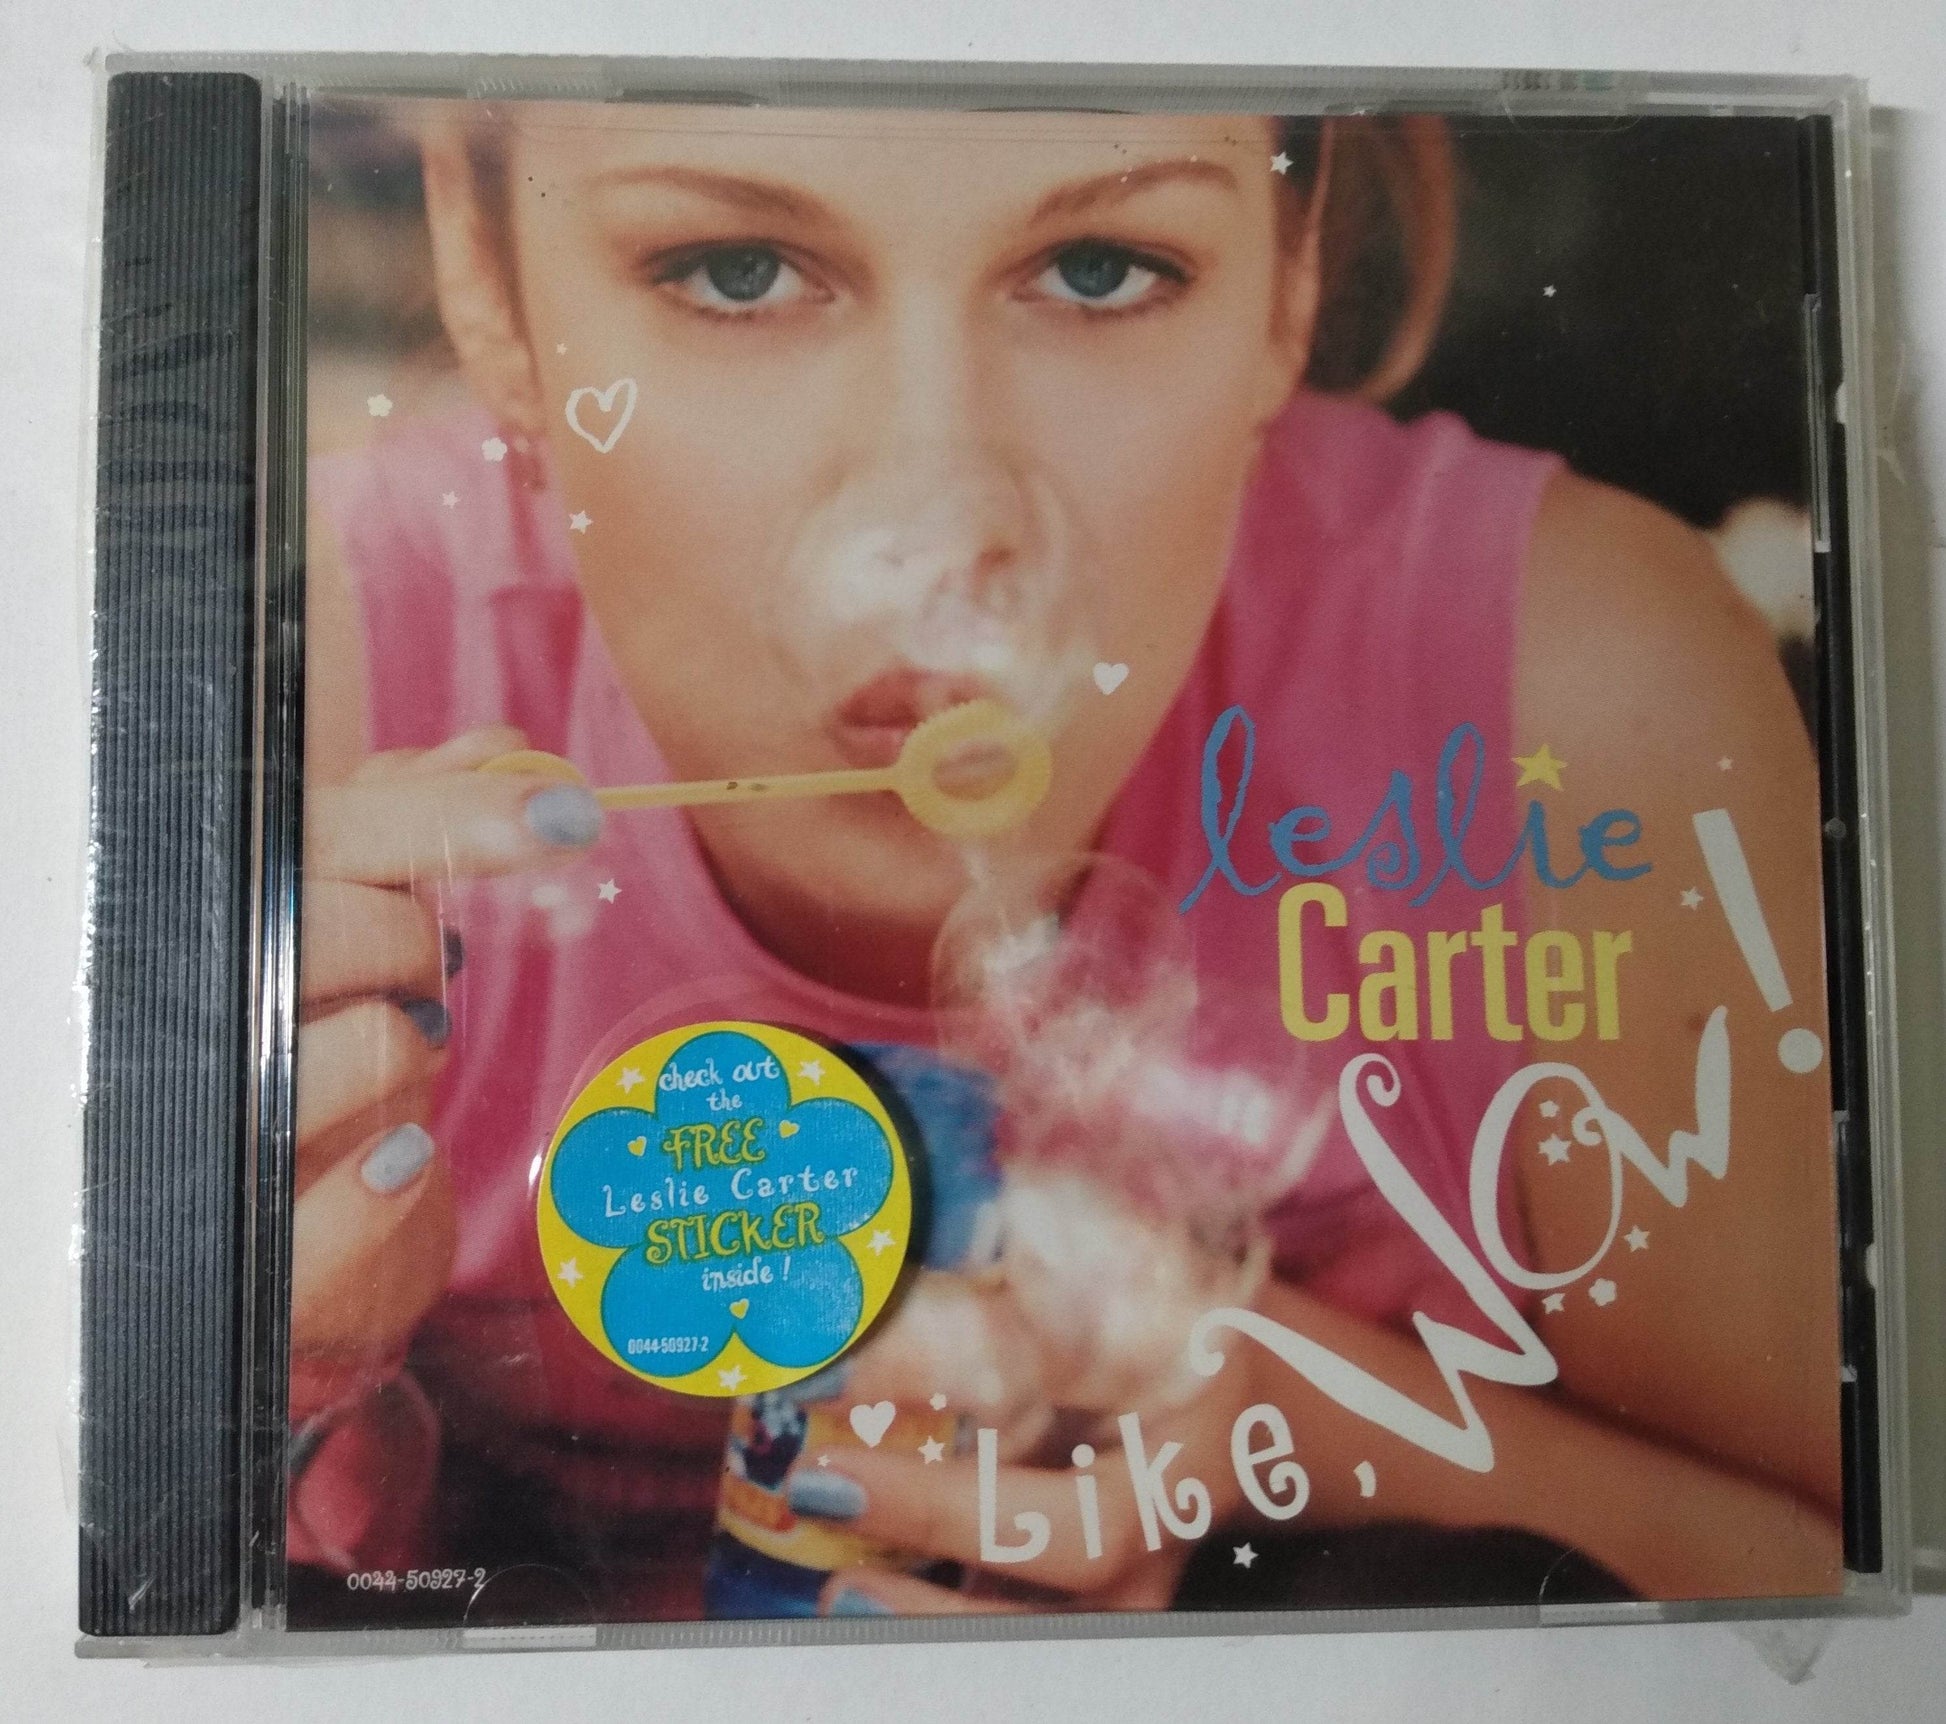 leslie
Carter
Like, Wow!
check out
the
FREE
Leslie Carter
STICKER
inside!
0044-50927-2
0044-50927-2